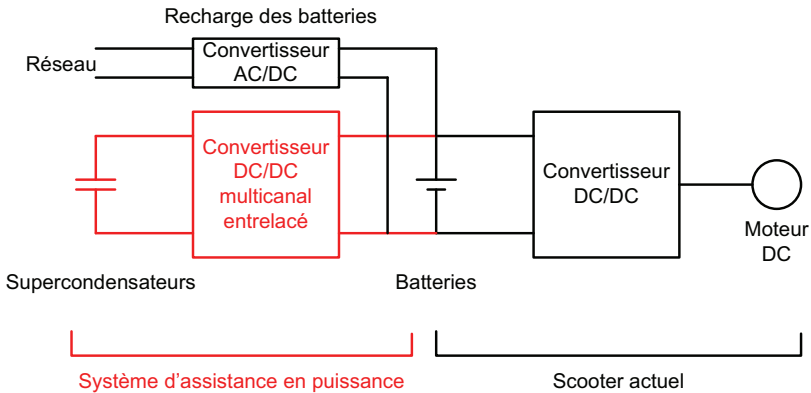 Recharge des batteries
Réseau
Convertisseur
AC/DC
Convertisseur
DC/DC
multicanal
entrelacé
Convertisseur
DC/DC
Moteur
DC
Supercondensateurs
Batteries
Système d'assistance en puissance
Scooter actuel